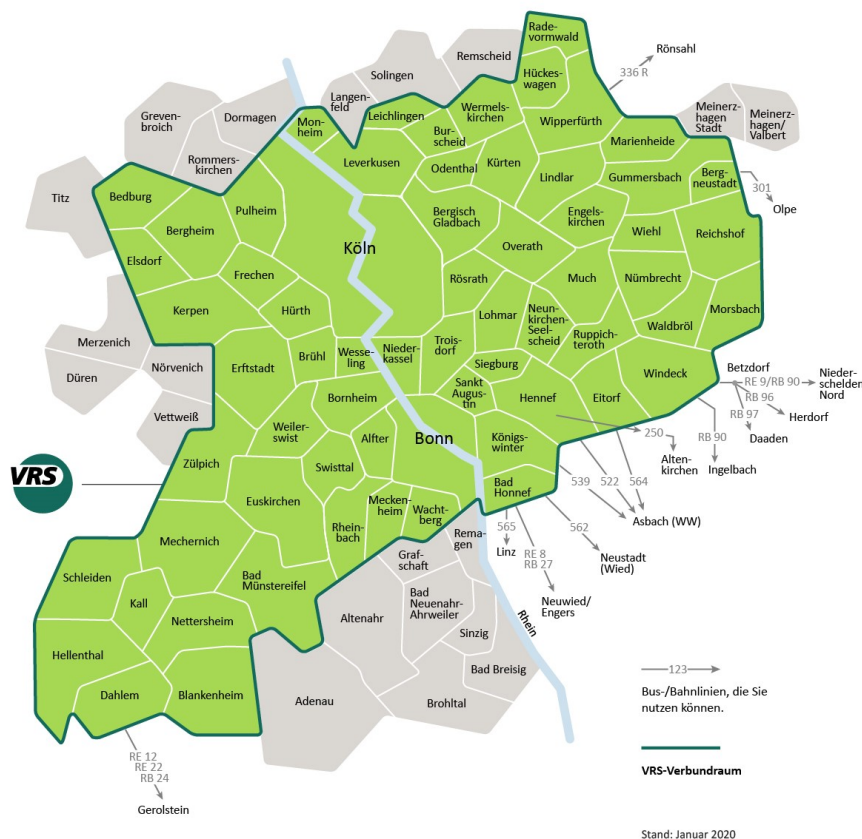 Rade-
vormwald
Rönsahl
336 R
Remscheid
Solingen
Hückes-
wagen
Langen-
feld
Leichlingen
Wermels-
kirchen
Wipperfürth
Meinerz-
hagen
Stadt
Meinerz-
hagen/
Valbert
Greven-
broich
Dormagen
Mon-
heim
Bur-
scheid
Marienheide
Rommers-
kirchen
Leverkusen
Odenthal
Kürten
Lindlar
Gummersbach
Berg-
neustadt
301
Olpe
Titz
Bedburg
Pulheim
Bergheim
Bergisch
Gladbach
Engels-
kirchen
Wiehl
Reichshof
Köln
Overath
Elsdorf
Frechen
Rösrath
Much
Nümbrecht
Kerpen
Hürth
Lohmar
Neun-
kirchen-
Seel-
scheid
Morsbach
Ruppich-
teroth
Waldbröl
Merzenich
Düren
Nörvenich
Erftstadt
Brühl
Wesse-
ling
Nieder-
kassel
Trois-
dorf
Siegburg
Windeck
Betzdorf
Nieder-
schelden
Nord
RE 9/RB 90
RB 96
RB 97
Herdorf
Daaden
Vettweiß
Bornheim
Sankt
Augus-
tin
Hennef
Eitorf
RB 90
Ingelbach
Weiler-
swist
Alfter
Bonn
Königs-
winter
250
Alten-
kirchen
Zülpich
Swisttal
VRS
Euskirchen
Bad
Honnef
539
522
564
Asbach (WW)
Mechernich
Rhein-
bach
Mecken-
heim
Wacht-
berg
565
Linz
562
Neustadt
(Wied)
Rema-
gen
RE 8
RB 27
Neuwied/
Engers
Schleiden
Kall
Bad
Münstereifel
Graf-
schaft
Nettersheim
Altenahr
Bad
Neuenahr-
Ahrweiler
Sinzig
Rhein
Hellenthal
Bad Breisig
Dahlem
Blankenheim
Adenau
Brohltal
RE 12
RE 22
RB 24
Gerolstein
123
Bus-/Bahnlinien, die Sie
nutzen können.
VRS-Verbundraum
Stand: Januar 2020